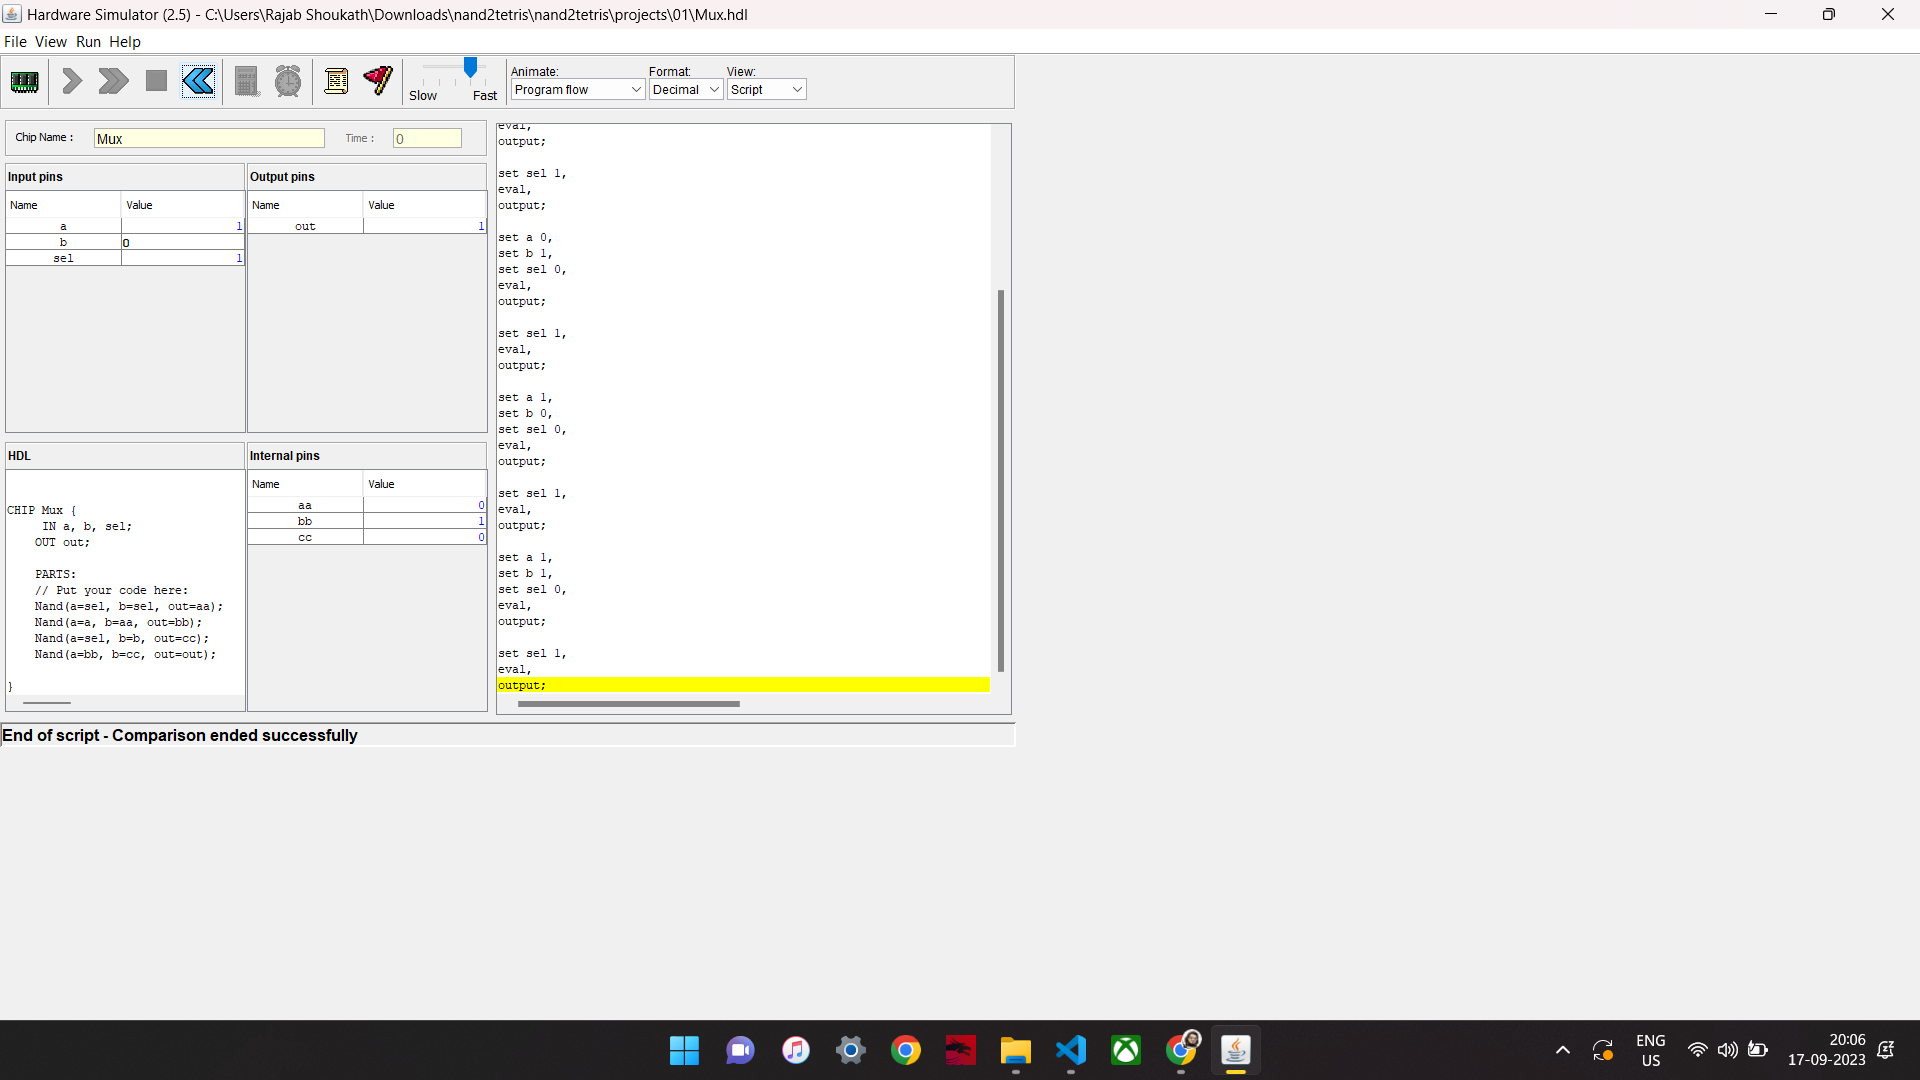 Hardware Simulator (2.5) - C:\Users\Rajab Shoukath\Downloads\nand2tetris\nand2tetris\projects\01\Mux.hdl
File View Run Help
Slow Fast
Animate: Format: View:
Program flow Decimal Script
Chip Name : Mux Time : 0
Input pins
Name Value
a 1
b 0
sel 1
Output pins
Name Value
out 1
HDL
CHIP Mux {
IN a, b, sel;
OUT out;
PARTS:
// Put your code here:
Nand(a=sel, b=sel, out=aa);
Nand(a=a, b=aa, out=bb);
Nand(a=sel, b=b, out=cc);
Nand(a=bb, b=cc, out=out);
}
Internal pins
Name Value
aa 0
bb 1
cc 0
eval,
output;
set sel 1,
eval,
output;
set a 0,
set b 1,
set sel 0,
eval,
output;
set sel 1,
eval,
output;
set a 1,
set b 0,
set sel 0,
eval,
output;
set sel 1,
eval,
output;
set a 1,
set b 1,
set sel 0,
eval,
output;
set sel 1,
eval,
output;
End of script - Comparison ended successfully
ENG
US
20:06
17-09-2023